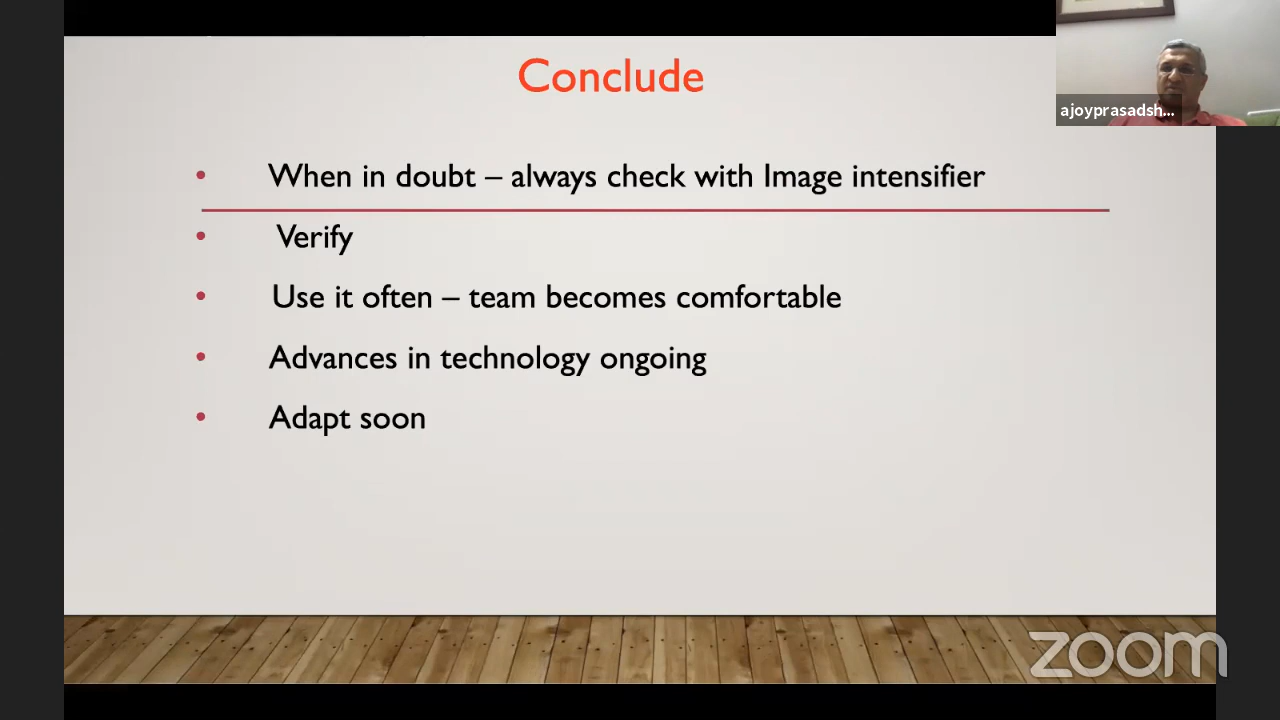 Conclude
ajoyprasadsh...
• When in doubt – always check with Image intensifier
• Verify
• Use it often – team becomes comfortable
• Advances in technology ongoing
• Adapt soon
zoom